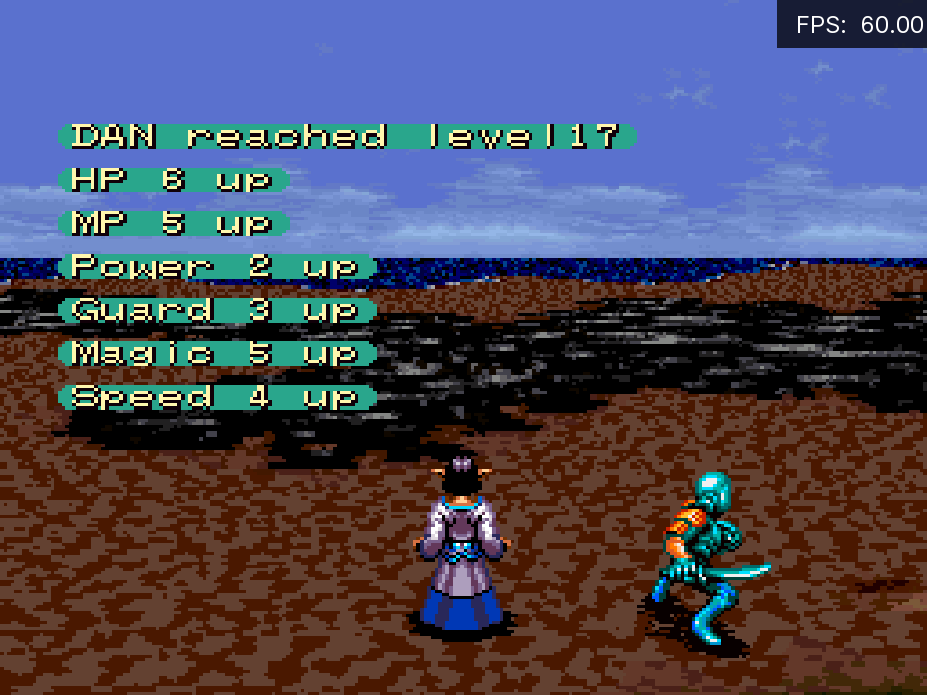 FPS: 60.00
DAN reached level17
HP 6 up
MP 5 up
Power 2 up
Guard 3 up
Magic 5 up
Speed 4 up